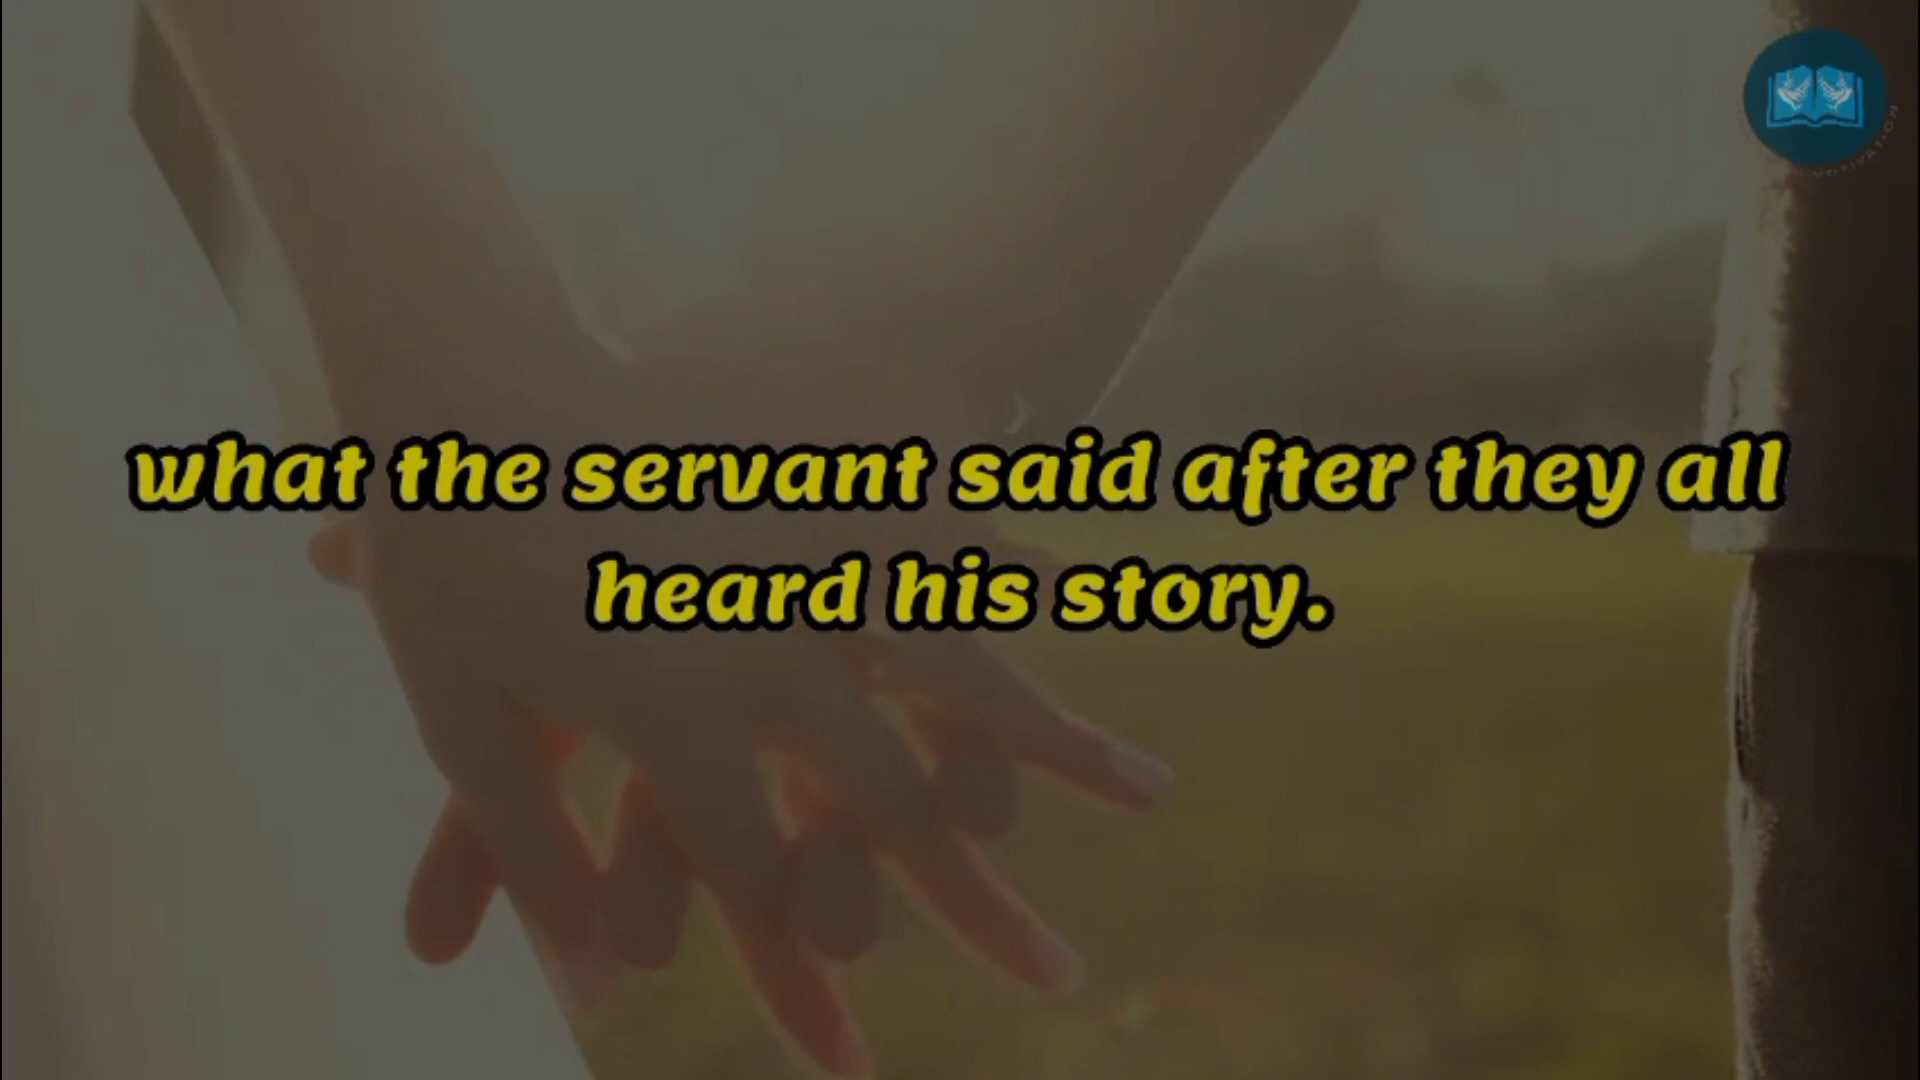 what the servant said after they all
heard his story.